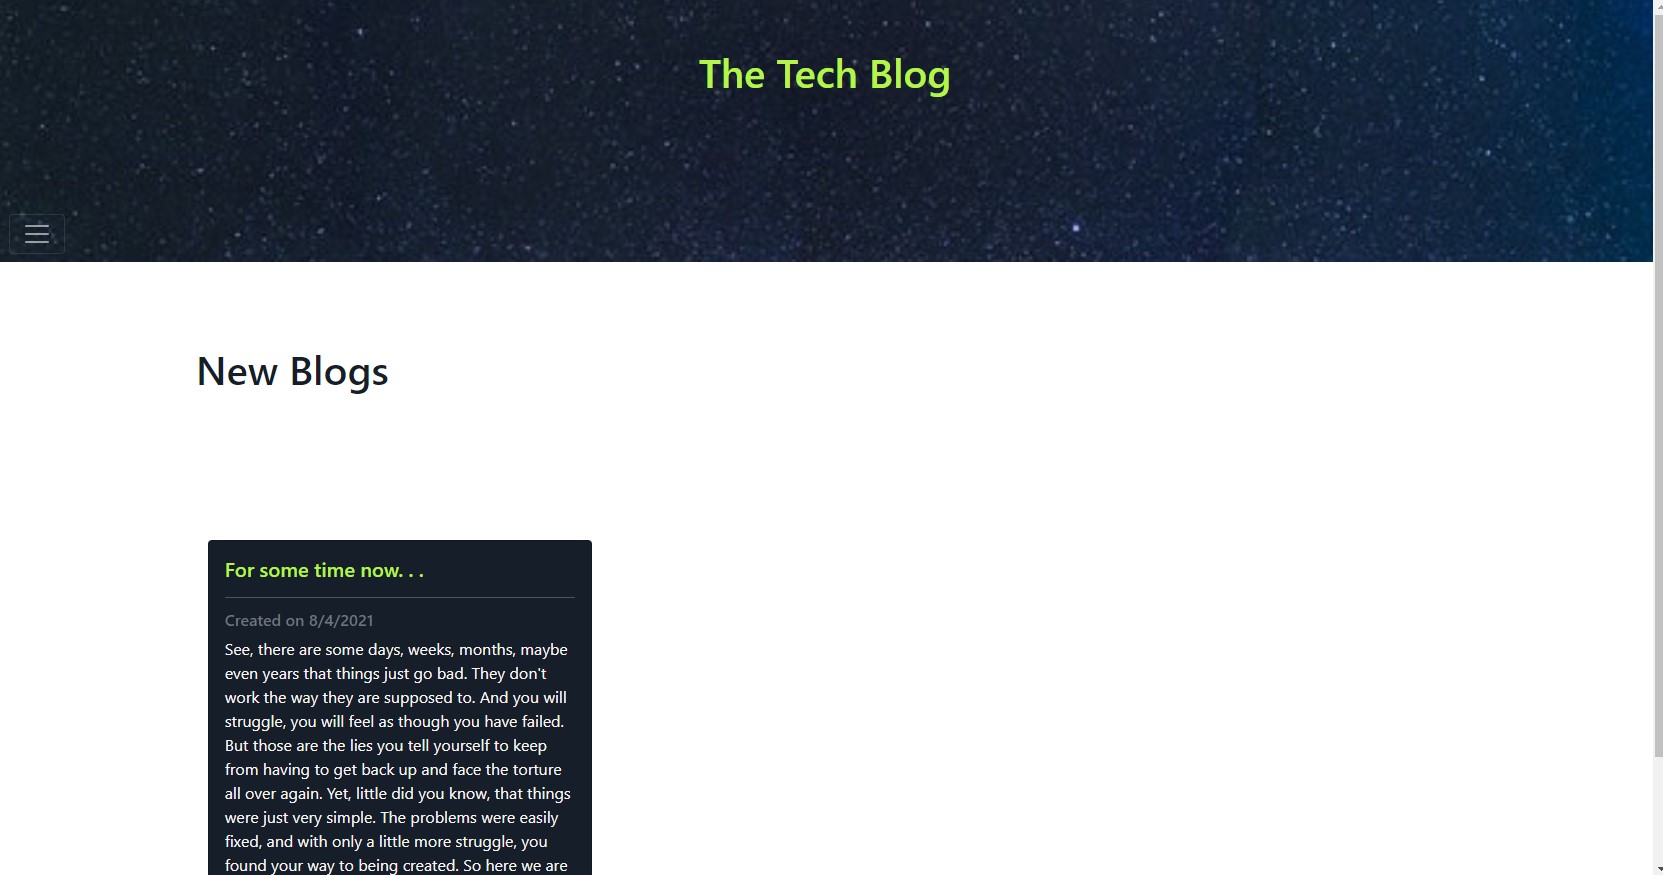 The Tech Blog
New Blogs
For some time now. . .
Created on 8/4/2021
See, there are some days, weeks, months, maybe
even years that things just go bad. They don't
work the way they are supposed to. And you will
struggle, you will feel as though you have failed.
But those are the lies you tell yourself to keep
from having to get back up and face the torture
all over again. Yet, little did you know, that things
were just very simple. The problems were easily
fixed, and with only a little more struggle, you
found your way to being created. So here we are